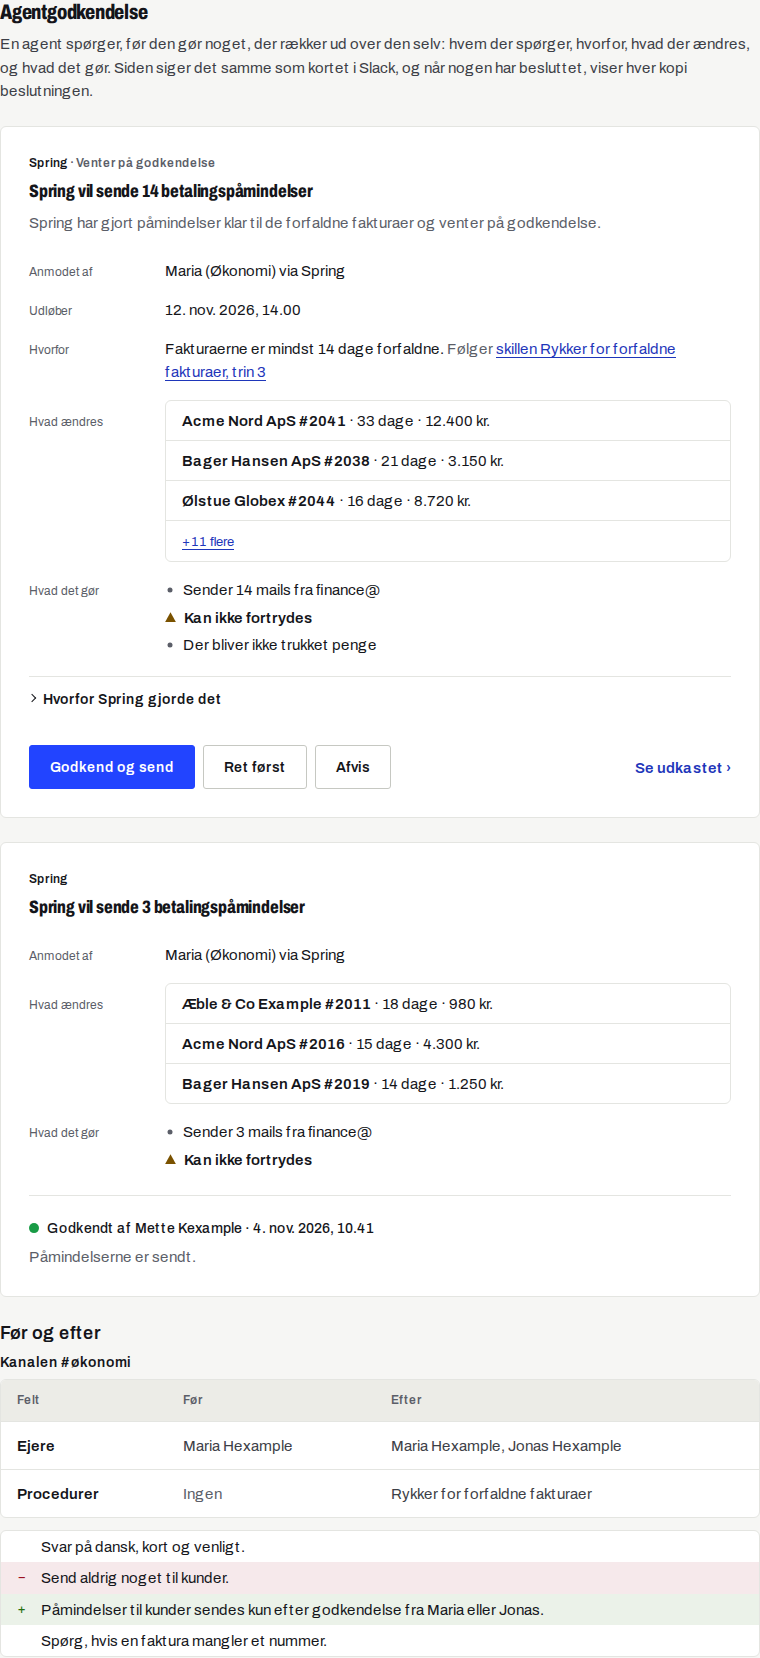 Agentgodkendelse
En agent spørger, før den gør noget, der rækker ud over den selv: hvem der spørger, hvorfor, hvad der ændres,
og hvad det gør. Siden siger det samme som kortet i Slack, og når nogen har besluttet, viser hver kopi
beslutningen.
Spring · Venter på godkendelse
Spring vil sende 14 betalingspåmindelser
Spring har gjort påmindelser klar til de forfaldne fakturaer og venter på godkendelse.
Anmodet af Maria (Økonomi) via Spring
Udløber 12. nov. 2026, 14.00
Hvorfor Fakturaerne er mindst 14 dage forfaldne. Følger skillen Rykker for forfaldne
fakturaer, trin 3
Hvad ændres Acme Nord ApS #2041 · 33 dage · 12.400 kr.
Bager Hansen ApS #2038 · 21 dage · 3.150 kr.
Ølstue Globex #2044 · 16 dage · 8.720 kr.
+11 flere
Hvad det gør • Sender 14 mails fra finance@
▲ Kan ikke fortrydes
• Der bliver ikke trukket penge
› Hvorfor Spring gjorde det
Godkend og send Ret først Afvis Se udkastet ›
Spring
Spring vil sende 3 betalingspåmindelser
Anmodet af Maria (Økonomi) via Spring
Hvad ændres Æble & Co Example #2011 · 18 dage · 980 kr.
Acme Nord ApS #2016 · 15 dage · 4.300 kr.
Bager Hansen ApS #2019 · 14 dage · 1.250 kr.
Hvad det gør • Sender 3 mails fra finance@
▲ Kan ikke fortrydes
Godkendt af Mette Kexample · 4. nov. 2026, 10.41
Påmindelserne er sendt.
Før og efter
Kanalen #økonomi
Felt Før Efter
Ejere Maria Hexample Maria Hexample, Jonas Hexample
Procedurer Ingen Rykker for forfaldne fakturaer
Svar på dansk, kort og venligt.
− Send aldrig noget til kunder.
+ Påmindelser til kunder sendes kun efter godkendelse fra Maria eller Jonas.
Spørg, hvis en faktura mangler et nummer.